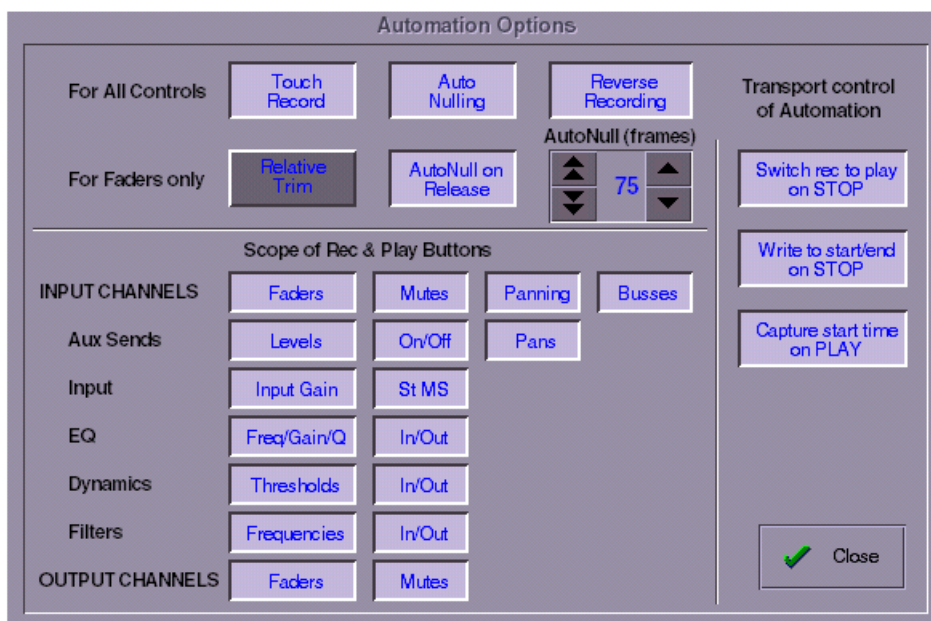 Automation Options
For All Controls
Touch
Record
Auto
Nulling
Reverse
Recording
For Faders only
Relative
Trim
AutoNull on
Release
AutoNull (frames)
75
Scope of Rec & Play Buttons
INPUT CHANNELS
Faders
Mutes
Panning
Busses
Aux Sends
Levels
On/Off
Pans
Input
Input Gain
St MS
EQ
Freq/Gain/Q
In/Out
Dynamics
Thresholds
In/Out
Filters
Frequencies
In/Out
OUTPUT CHANNELS
Faders
Mutes
Transport control
of Automation
Switch rec to play
on STOP
Write to start/end
on STOP
Capture start time
on PLAY
Close